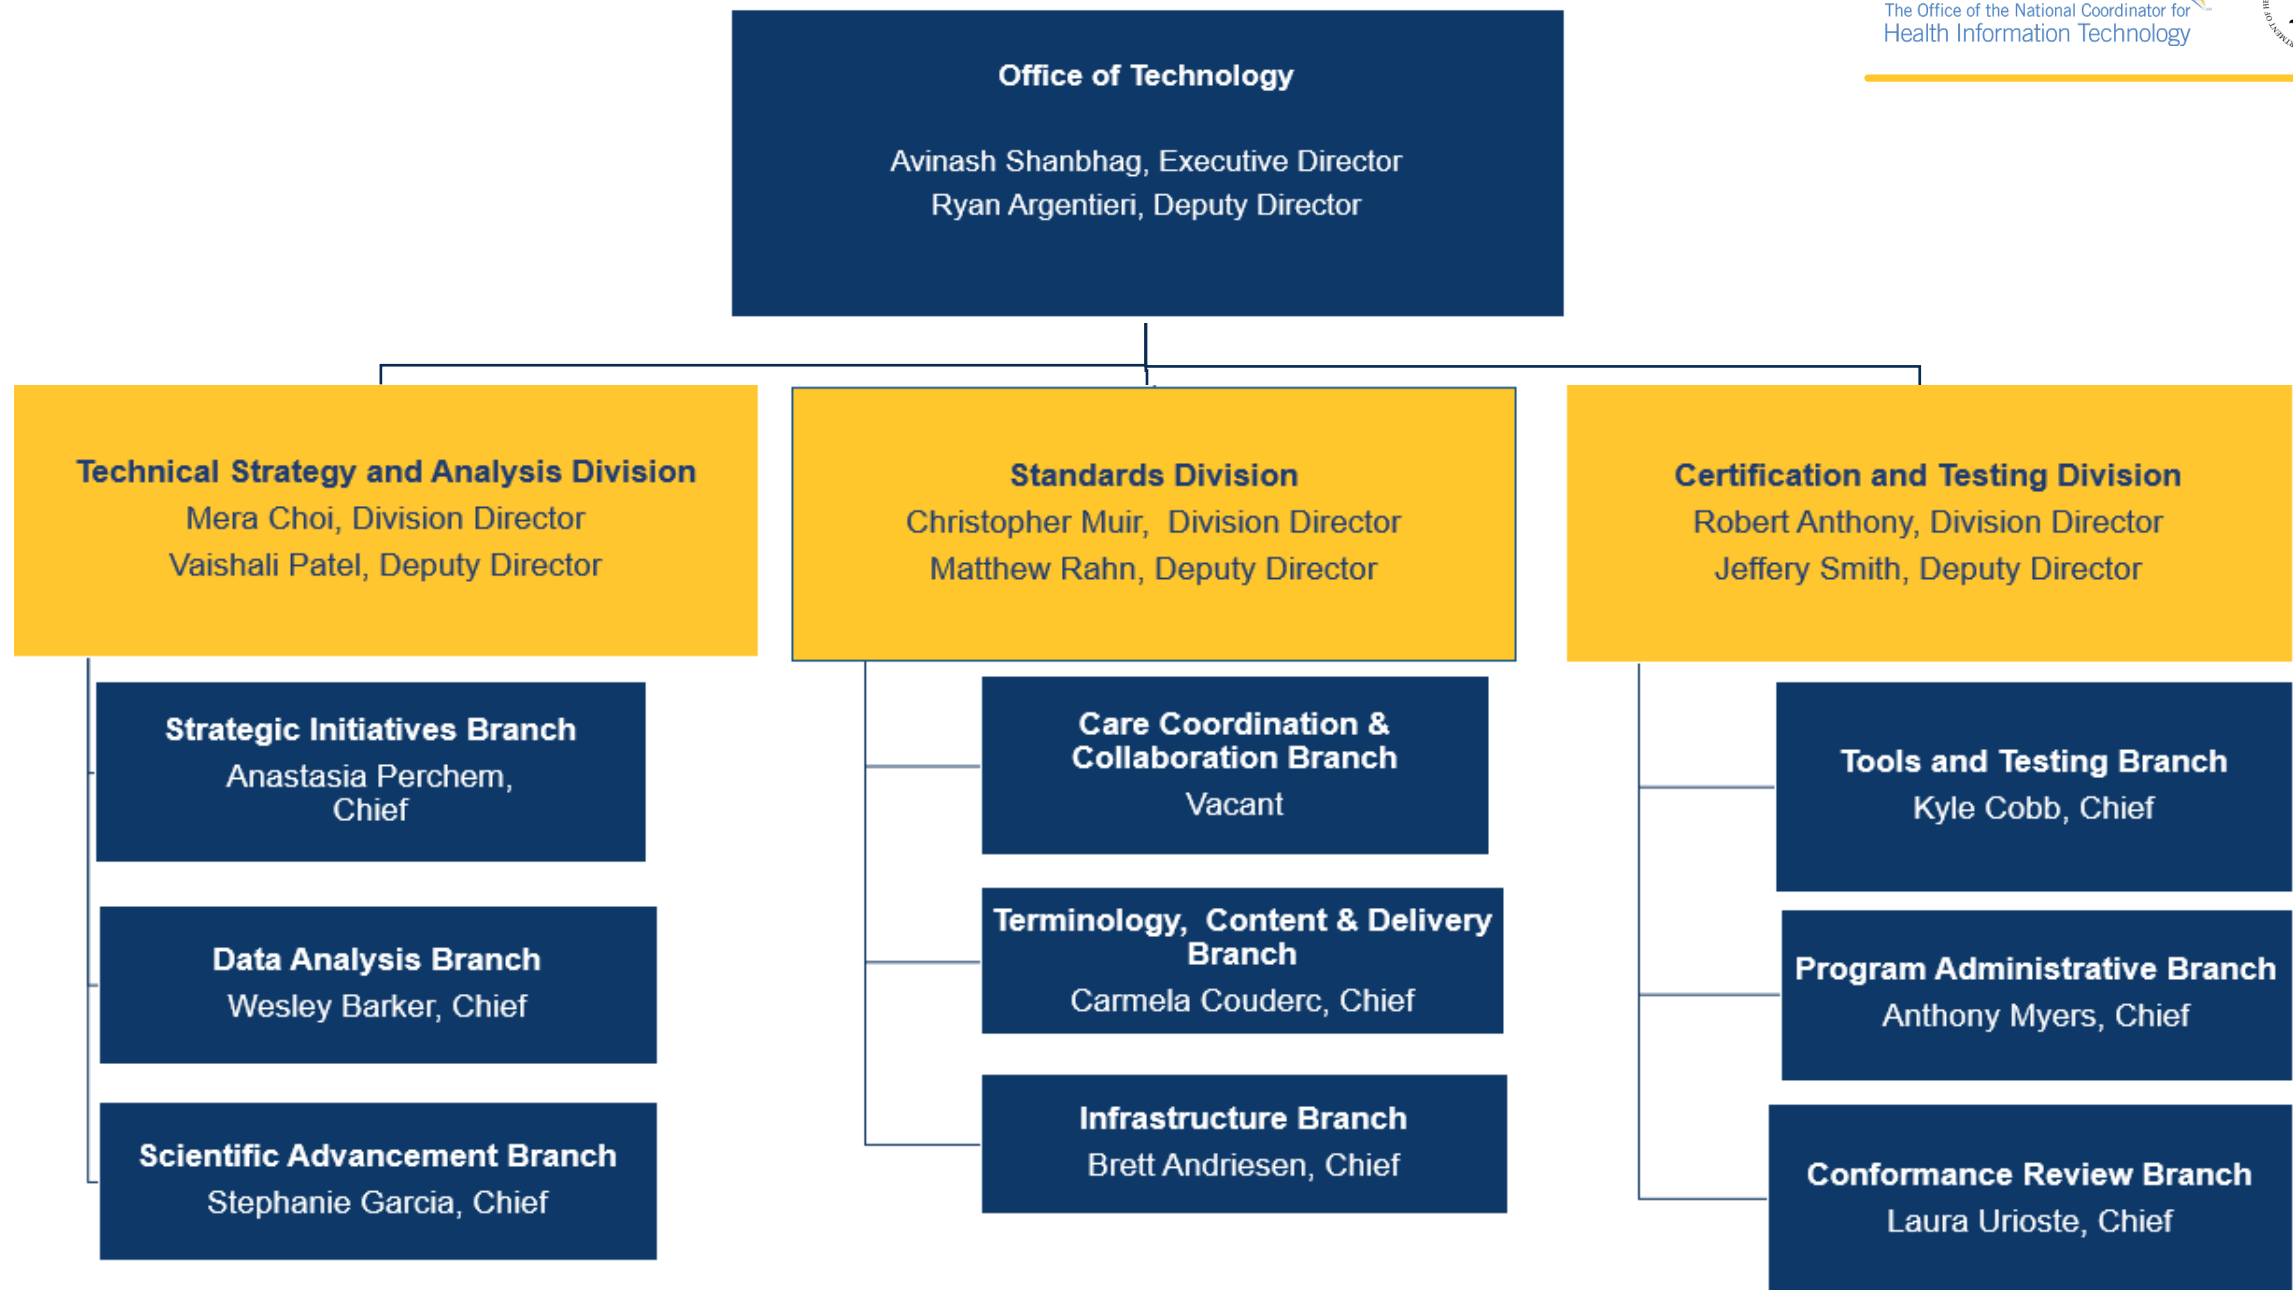 The Office of the National Coordinator for
Health Information Technology
Office of Technology
Avinash Shanbhag, Executive Director
Ryan Argentieri, Deputy Director
Technical Strategy and Analysis Division
Mera Choi, Division Director
Vaishali Patel, Deputy Director
Strategic Initiatives Branch
Anastasia Perchem,
Chief
Data Analysis Branch
Wesley Barker, Chief
Scientific Advancement Branch
Stephanie Garcia, Chief
Standards Division
Christopher Muir,  Division Director
Matthew Rahn, Deputy Director
Care Coordination &
Collaboration Branch
Vacant
Terminology,  Content & Delivery
Branch
Carmela Couderc, Chief
Infrastructure Branch
Brett Andriesen, Chief
Certification and Testing Division
Robert Anthony, Division Director
Jeffery Smith, Deputy Director
Tools and Testing Branch
Kyle Cobb, Chief
Program Administrative Branch
Anthony Myers, Chief
Conformance Review Branch
Laura Urioste, Chief